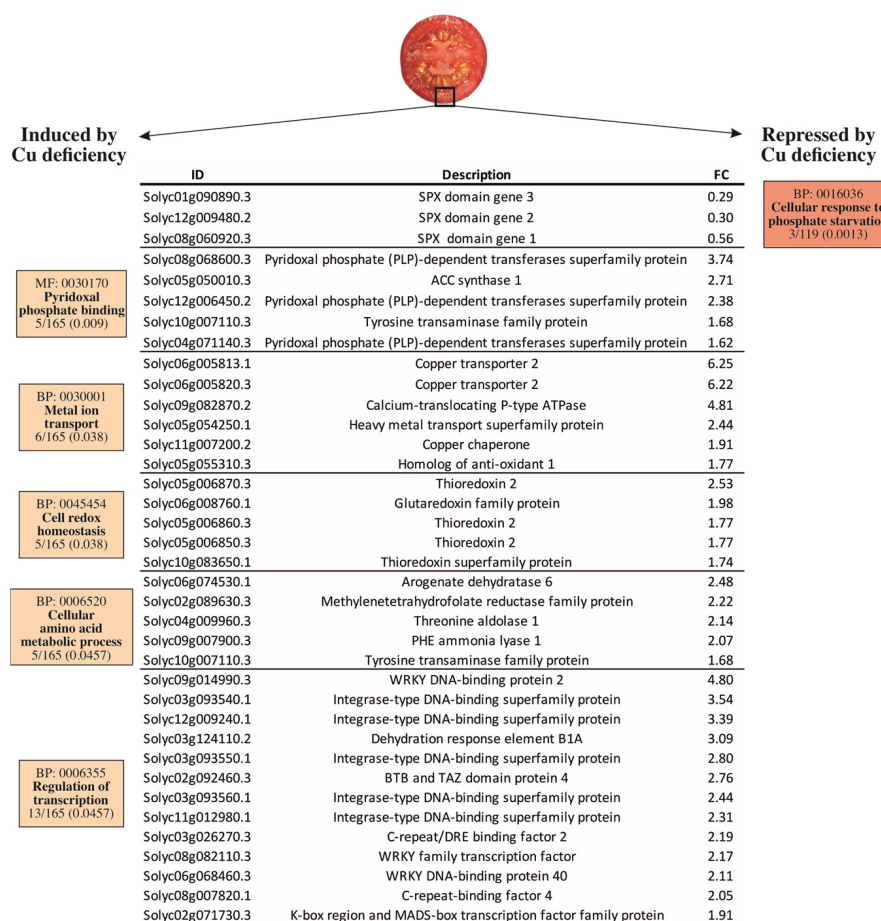 Induced by
Cu deficiency
Repressed by
Cu deficiency
ID Description FC
Solyc01g090890.3 SPX domain gene 3 0.29
Solyc12g009480.2 SPX domain gene 2 0.30
Solyc08g060920.3 SPX domain gene 1 0.56
BP: 0016036
Cellular response to
phosphate starvation
3/119 (0.0013)
MF: 0030170
Pyridoxal
phosphate binding
5/165 (0.009)
Solyc08g068600.3 Pyridoxal phosphate (PLP)-dependent transferases superfamily protein 3.74
Solyc05g050010.3 ACC synthase 1 2.71
Solyc12g006450.2 Pyridoxal phosphate (PLP)-dependent transferases superfamily protein 2.38
Solyc10g007110.3 Tyrosine transaminase family protein 1.68
Solyc04g071140.3 Pyridoxal phosphate (PLP)-dependent transferases superfamily protein 1.62
BP: 0030001
Metal ion
transport
6/165 (0.038)
Solyc06g005813.1 Copper transporter 2 6.25
Solyc06g005820.3 Copper transporter 2 6.22
Solyc09g082870.2 Calcium-translocating P-type ATPase 4.81
Solyc05g054250.1 Heavy metal transport superfamily protein 2.44
Solyc11g007200.2 Copper chaperone 1.91
Solyc05g055310.3 Homolog of anti-oxidant 1 1.77
BP: 0045454
Cell redox
homeostasis
5/165 (0.038)
Solyc05g006870.3 Thioredoxin 2 2.53
Solyc06g008760.1 Glutaredoxin family protein 1.98
Solyc05g006860.3 Thioredoxin 2 1.77
Solyc05g006850.3 Thioredoxin 2 1.77
Solyc10g083650.1 Thioredoxin superfamily protein 1.74
BP: 0006520
Cellular
amino acid
metabolic process
5/165 (0.0457)
Solyc06g074530.1 Arogenate dehydratase 6 2.48
Solyc02g089630.3 Methylenetetrahydrofolate reductase family protein 2.22
Solyc04g009960.3 Threonine aldolase 1 2.14
Solyc09g007900.3 PHE ammonia lyase 1 2.07
Solyc10g007110.3 Tyrosine transaminase family protein 1.68
BP: 0006355
Regulation of
transcription
13/165 (0.0457)
Solyc09g014990.3 WRKY DNA-binding protein 2 4.80
Solyc03g093540.1 Integrase-type DNA-binding superfamily protein 3.54
Solyc12g009240.1 Integrase-type DNA-binding superfamily protein 3.39
Solyc03g124110.2 Dehydration response element B1A 3.09
Solyc03g093550.1 Integrase-type DNA-binding superfamily protein 2.80
Solyc02g092460.3 BTB and TAZ domain protein 4 2.76
Solyc03g093560.1 Integrase-type DNA-binding superfamily protein 2.44
Solyc11g012980.1 Integrase-type DNA-binding superfamily protein 2.31
Solyc03g026270.3 C-repeat/DRE binding factor 2 2.19
Solyc08g082110.3 WRKY family transcription factor 2.17
Solyc06g068460.3 WRKY DNA-binding protein 40 2.11
Solyc08g007820.1 C-repeat-binding factor 4 2.05
Solyc02g071730.3 K-box region and MADS-box transcription factor family protein 1.91